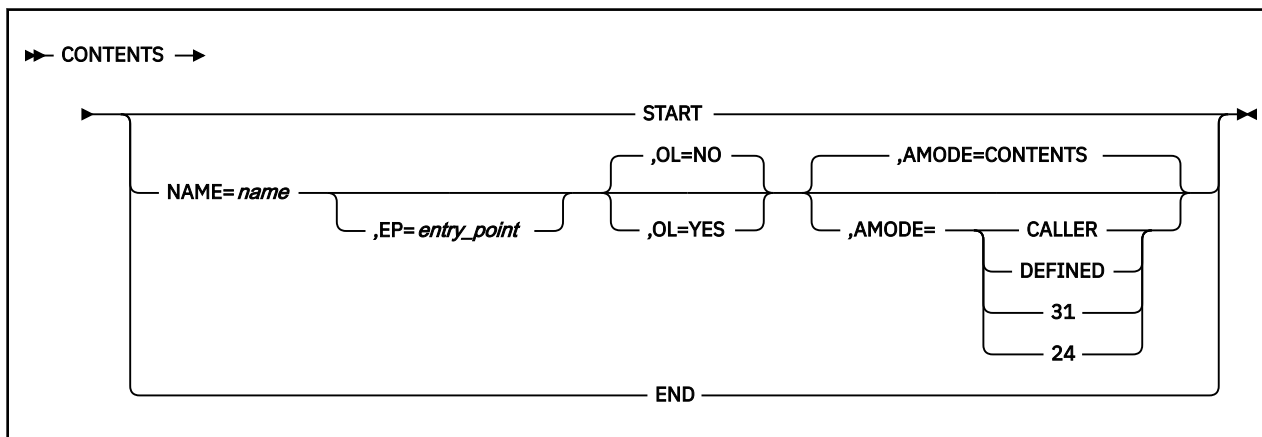 CONTENTS
START
,OL=NO ,AMODE=CONTENTS
NAME=name
,EP=entry_point ,OL=YES ,AMODE= CALLER
DEFINED
31
24
END